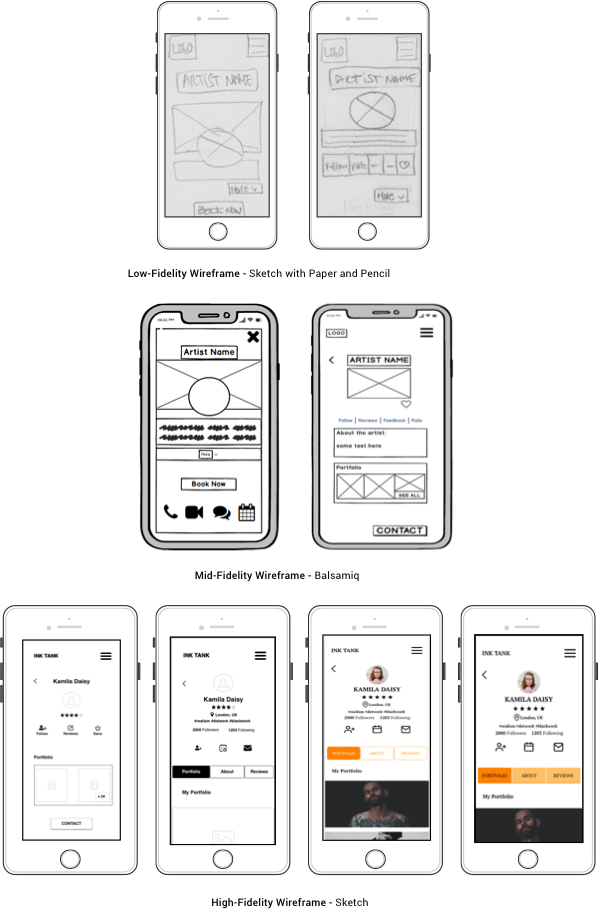 LOGO
ARTIST NAME
MORE
BOOK NOW
LOGO
ARTIST NAME
Follow Rate
MORE
Low-Fidelity Wireframe - Sketch with Paper and Pencil
Artist Name
More
Book Now
LOGO
ARTIST NAME
Follow | Reviews | Feedback | Rate
About the artist:
some text here
Portfolio
SEE ALL
CONTACT
Mid-Fidelity Wireframe - Balsamiq
INK TANK
Kamila Daisy
Follow Reviews Save
Portfolio
CONTACT
INK TANK
Kamila Daisy
London, UK
#realism #dotwork #blackwork
2000 Followers 1203 Following
Portfolio About Reviews
My Portfolio
INK TANK
KAMILA DAISY
London, UK
#realism #dotwork #blackwork
2000 Followers 1203 Following
PORTFOLIO ABOUT REVIEWS
My Portfolio
INK TANK
KAMILA DAISY
London, UK
#realism #dotwork #blackwork
2000 Followers 1203 Following
PORTFOLIO ABOUT REVIEWS
My Portfolio
High-Fidelity Wireframe - Sketch